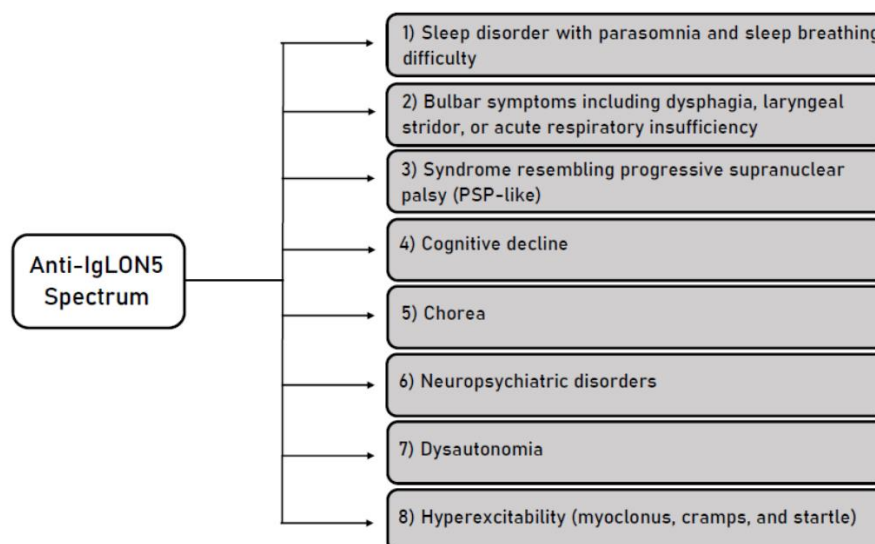 Anti-IgLON5
Spectrum
1) Sleep disorder with parasomnia and sleep breathing
difficulty
2) Bulbar symptoms including dysphagia, laryngeal
stridor, or acute respiratory insufficiency
3) Syndrome resembling progressive supranuclear
palsy (PSP-like)
4) Cognitive decline
5) Chorea
6) Neuropsychiatric disorders
7) Dysautonomia
8) Hyperexcitability (myoclonus, cramps, and startle)